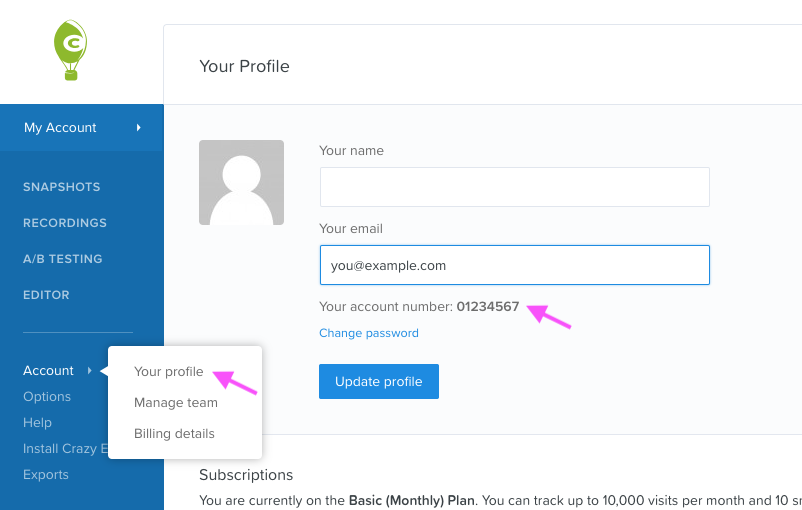 Your Profile
My Account
SNAPSHOTS
RECORDINGS
A/B TESTING
EDITOR
Account
Options
Help
Install Crazy E
Exports
Your profile
Manage team
Billing details
Your name
Your email
you@example.com
Your account number: 01234567
Change password
Update profile
Subscriptions
You are currently on the Basic (Monthly) Plan. You can track up to 10,000 visits per month and 10